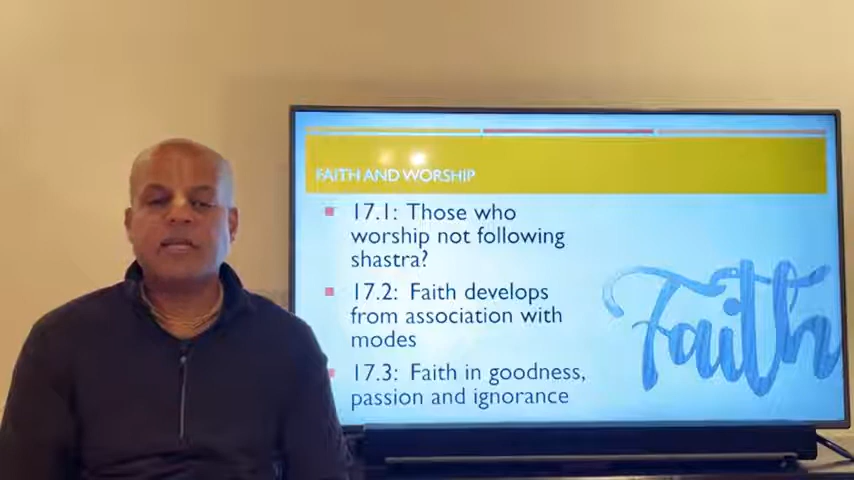 FAITH AND WORSHIP
17.1: Those who
worship not following
shastra?
17.2: Faith develops
from association with
modes
17.3: Faith in goodness,
passion and ignorance
Faith